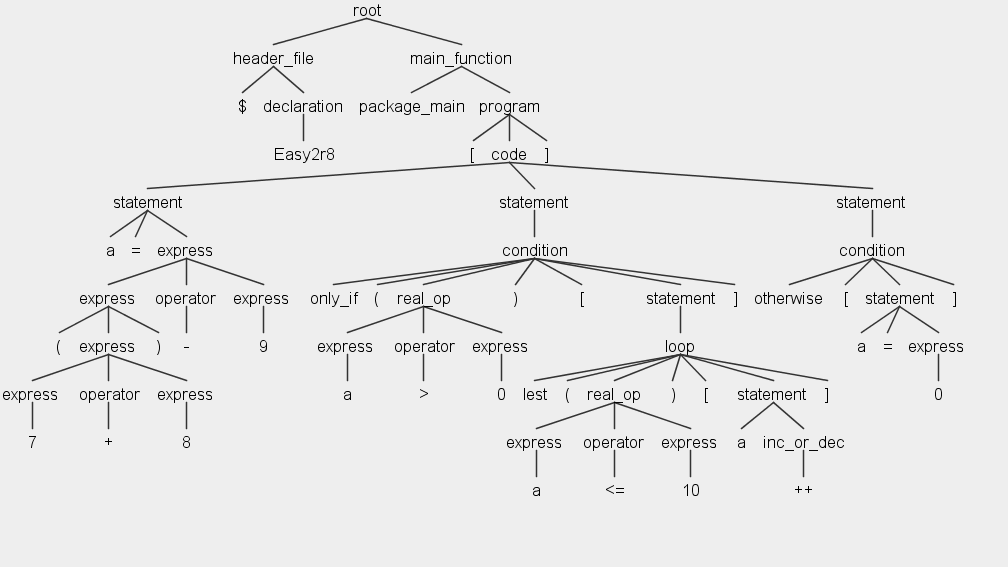 root
header_file main_function
$ declaration package_main program
Easy2r8 [ code ]
statement statement statement
a = express condition condition
express operator express only_if ( real_op ) [ statement ] otherwise [ statement ]
( express ) - 9 express operator express loop a = express
express operator express a > 0 lest ( real_op ) [ statement ] 0
7 + 8 express operator express a inc_or_dec
a <= 10 ++